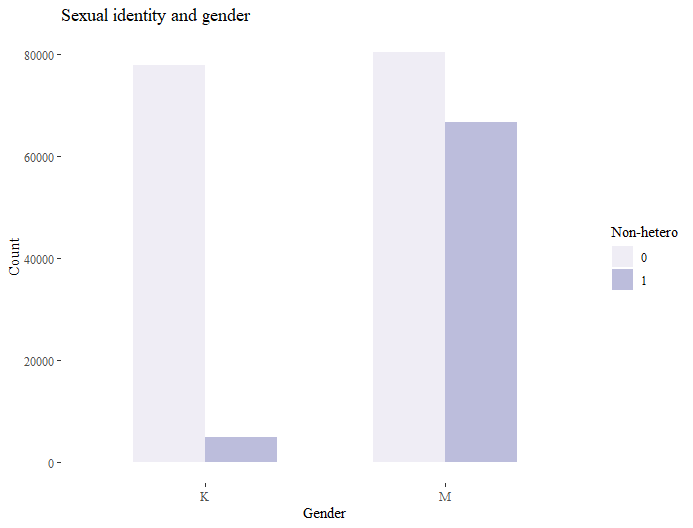 Sexual identity and gender
80000
60000
40000
20000
0
Count
K
M
Gender
Non-hetero
0
1